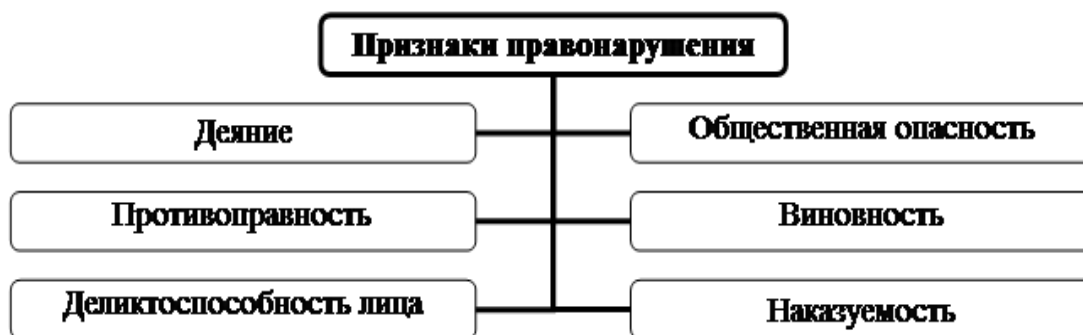 Признаки правонарушения
Деяние
Общественная опасность
Противоправность
Виновность
Деликтоспособность лица
Наказуемость